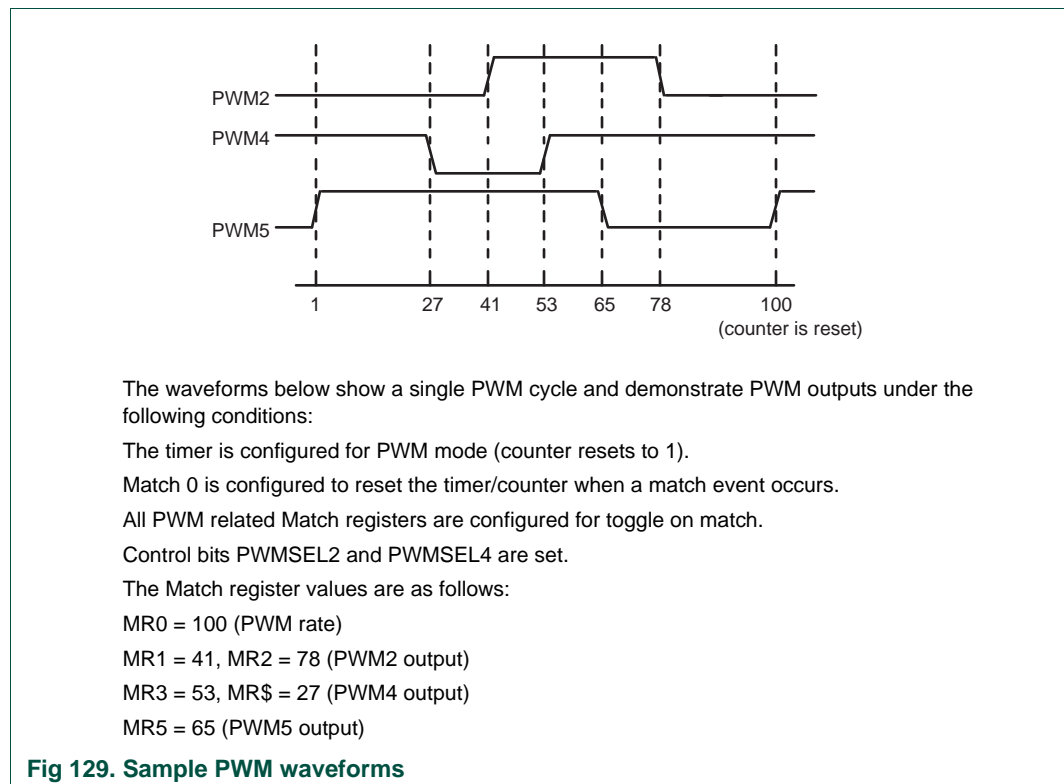 PWM2
PWM4
PWM5
1 27 41 53 65 78 100
(counter is reset)
The waveforms below show a single PWM cycle and demonstrate PWM outputs under the
following conditions:
The timer is configured for PWM mode (counter resets to 1).
Match 0 is configured to reset the timer/counter when a match event occurs.
All PWM related Match registers are configured for toggle on match.
Control bits PWMSEL2 and PWMSEL4 are set.
The Match register values are as follows:
MR0 = 100 (PWM rate)
MR1 = 41, MR2 = 78 (PWM2 output)
MR3 = 53, MR$ = 27 (PWM4 output)
MR5 = 65 (PWM5 output)
Fig 129. Sample PWM waveforms